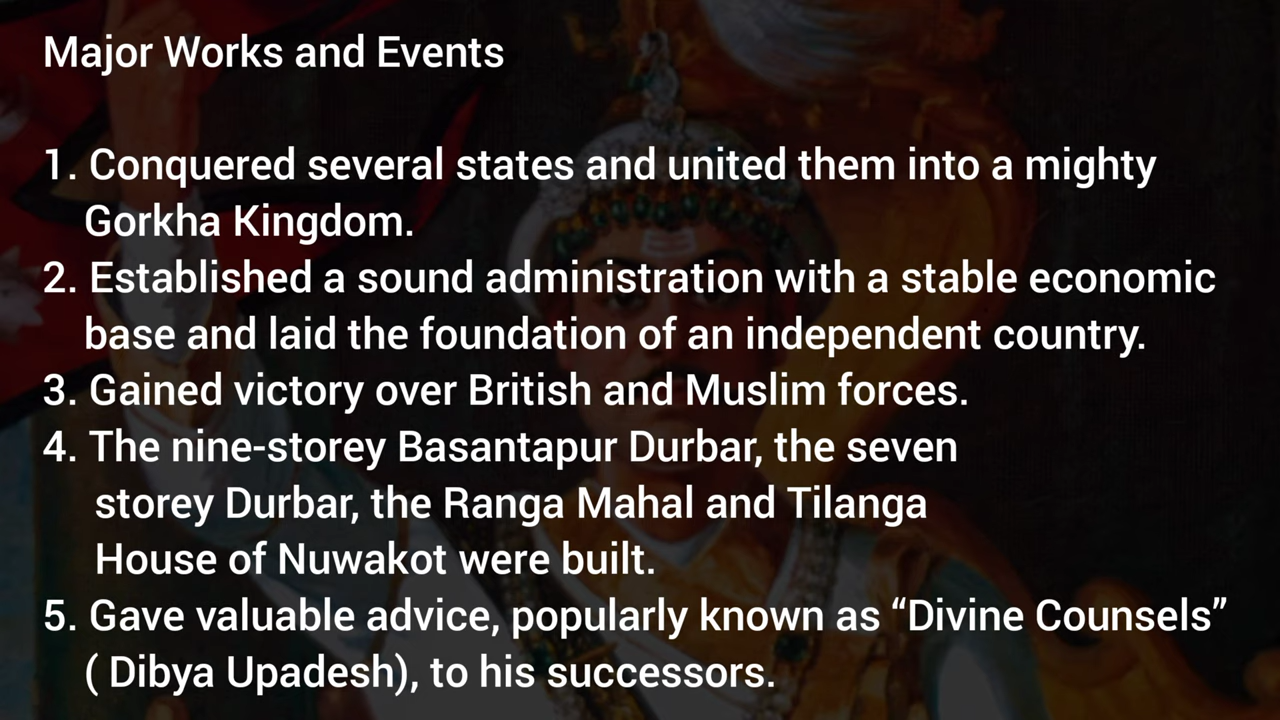 Major Works and Events
1. Conquered several states and united them into a mighty
Gorkha Kingdom.
2. Established a sound administration with a stable economic
base and laid the foundation of an independent country.
3. Gained victory over British and Muslim forces.
4. The nine-storey Basantapur Durbar, the seven
storey Durbar, the Ranga Mahal and Tilanga
House of Nuwakot were built.
5. Gave valuable advice, popularly known as “Divine Counsels”
( Dibya Upadesh), to his successors.